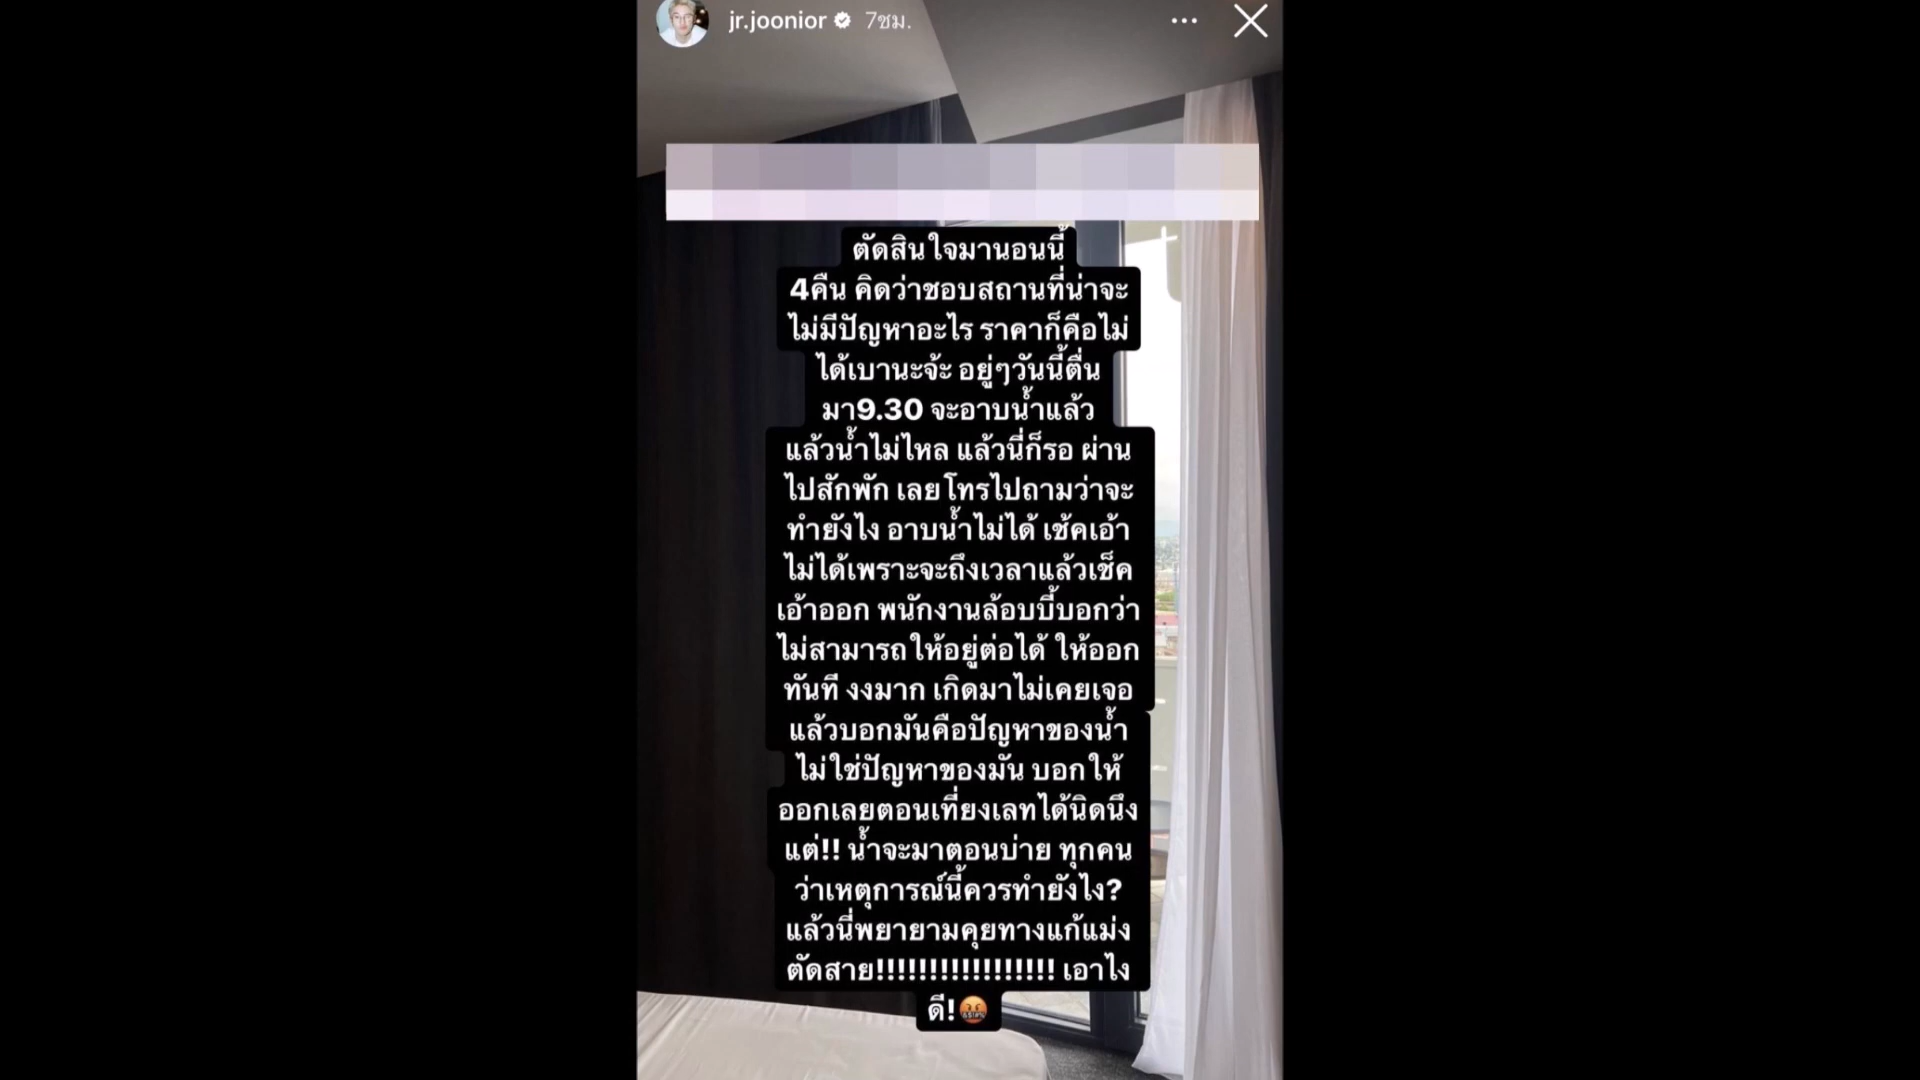 jr.joonior 7ชม.
ตัดสินใจมานอนนี้
4คืน คิดว่าชอบสถานที่น่าจะ
ไม่มีปัญหาอะไร ราคาก็คือไม่
ได้เบานะจ้ะ อยู่ๆวันนี้ตื่น
มา9.30 จะอาบน้ำแล้ว
แล้วน้ำไม่ไหล แล้วนี่ก็รอ ผ่าน
ไปสักพัก เลยโทรไปถามว่าจะ
ทำยังไง อาบน้ำไม่ได้ เช้คเอ้า
ไม่ได้เพราะจะถึงเวลาแล้วเช็ค
เอ้าออก พนักงานล้อบบี้บอกว่า
ไม่สามารถให้อยู่ต่อได้ ให้ออก
ทันที งงมาก เกิดมาไม่เคยเจอ
แล้วบอกมันคือปัญหาของน้ำ
ไม่ใช่ปัญหาของมัน บอกให้
ออกเลยตอนเที่ยงเลทได้นิดนึง
แต่!! น้ำจะมาตอนบ่าย ทุกคน
ว่าเหตุการณ์นี้ควรทำยังไง?
แล้วนี่พยายามคุยทางแก้แม่ง
ตัดสาย!!!!!!!!!!!!!!!!! เอาไง
ดี!🤬